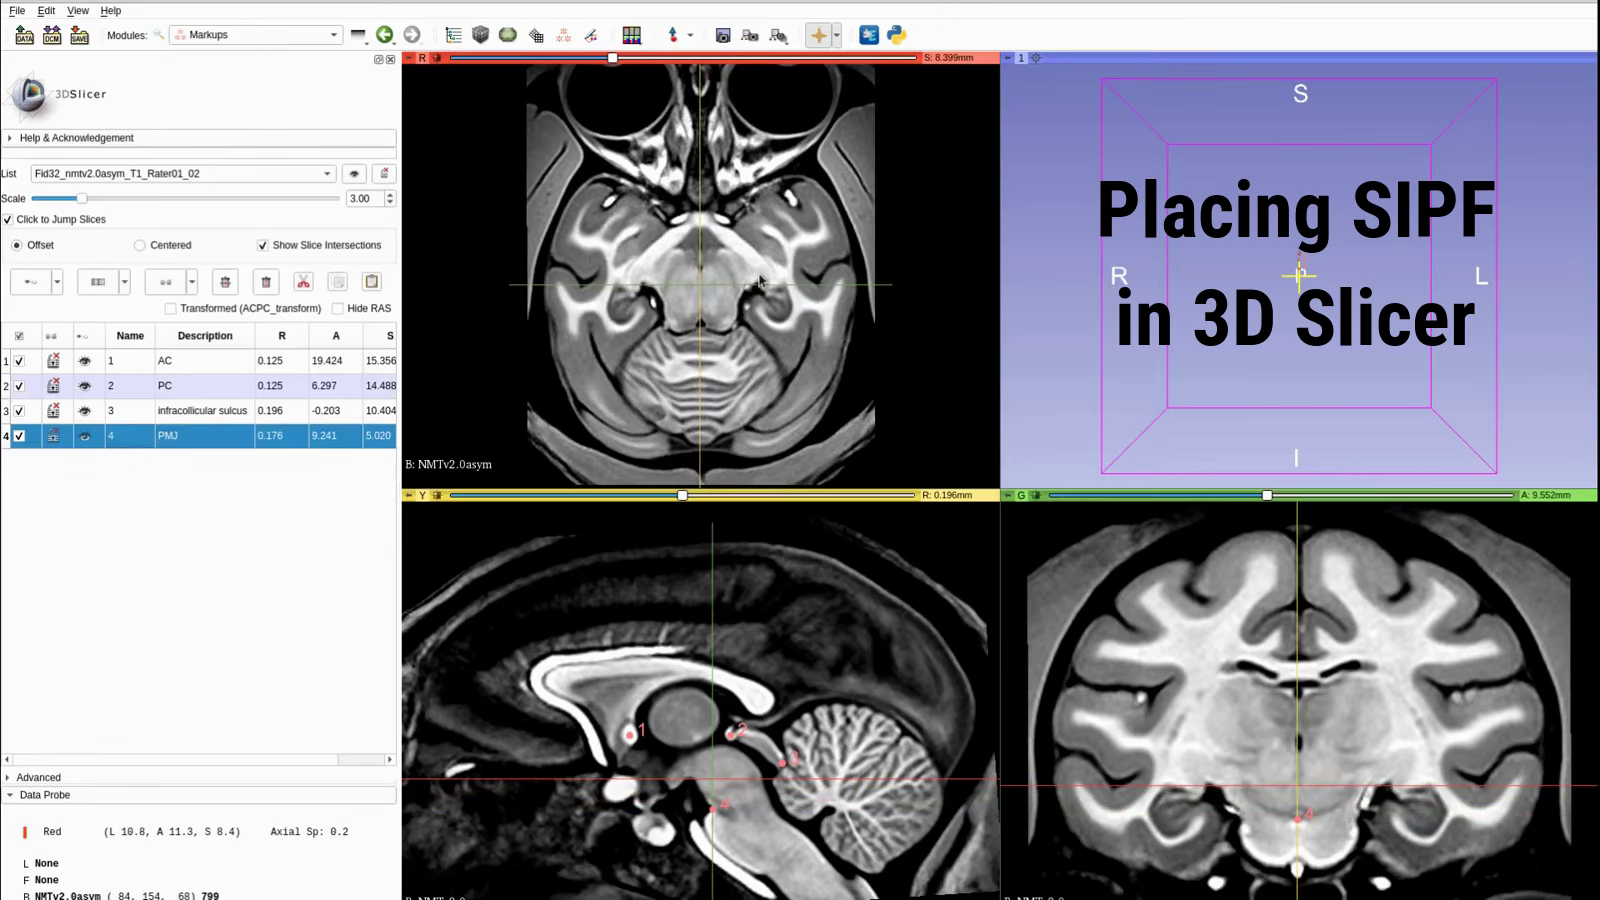 File Edit View Help
DATA DCM SAVE Modules: Markups
3DSlicer
Help & Acknowledgement
List Fid32_nmtv2.0asym_T1_Rater01_02
Scale 3.00
Click to Jump Slices
Offset Centered Show Slice Intersections
Transformed (ACPC_transform) Hide RAS
Name Description R A S
1 1 AC 0.125 19.424 15.356
2 2 PC 0.125 6.297 14.488
3 3 infracollicular sulcus 0.196 -0.203 10.404
4 4 PMJ 0.176 9.241 5.020
Advanced
Data Probe
Red (L 10.8, A 11.3, S 8.4) Axial Sp: 0.2
L None
F None
B NMTv2.0asym ( 84, 154, 68) 799
R S: 8.399mm
B: NMTv2.0asym
1
S
R L
I
Placing SIPF
in 3D Slicer
Y R: 0.196mm
1 2
3
4
G A: 9.552mm
4